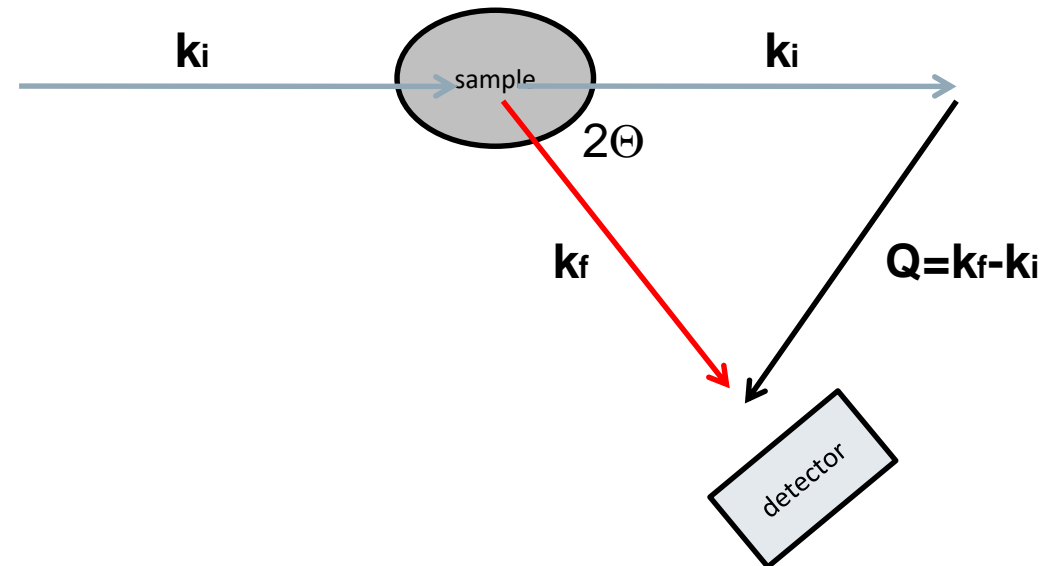 ki
ki
sample
2Θ
kf
Q=kf-ki
detector